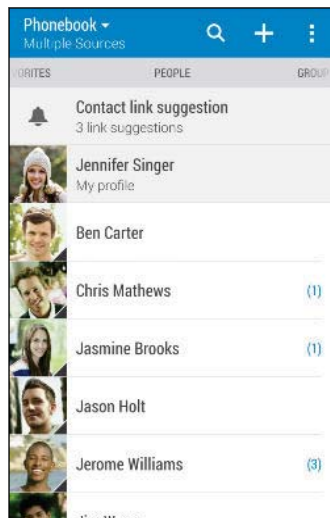 Phonebook
Multiple Sources
ORITES PEOPLE GROUP
Contact link suggestion
3 link suggestions
Jennifer Singer
My profile
Ben Carter
Chris Mathews (1)
Jasmine Brooks (1)
Jason Holt
Jerome Williams (3)